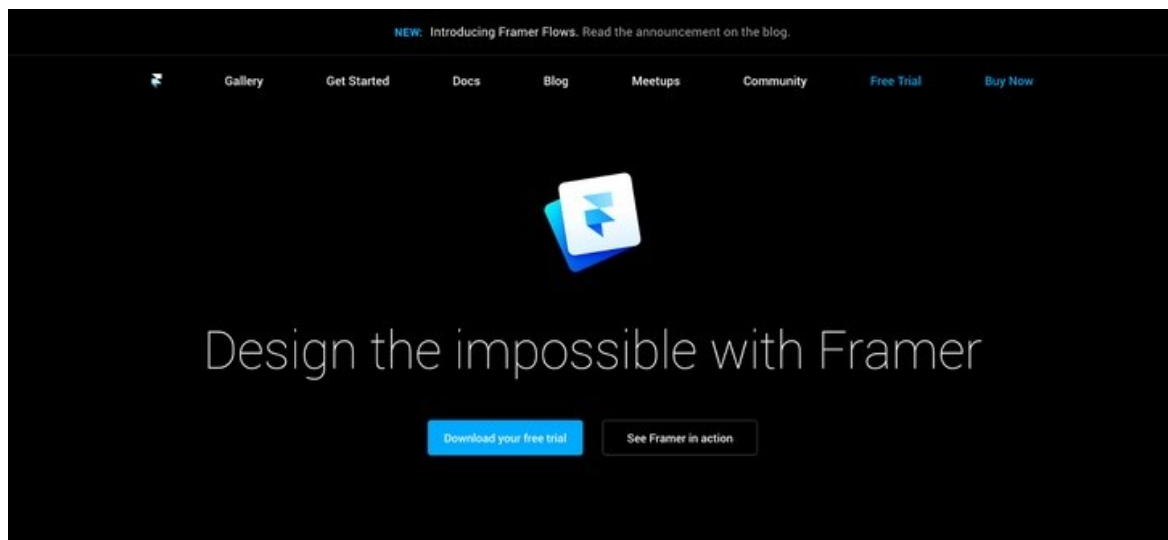 NEW: Introducing Framer Flows. Read the announcement on the blog.
Gallery Get Started Docs Blog Meetups Community Free Trial Buy Now
Design the impossible with Framer
Download your free trial See Framer in action